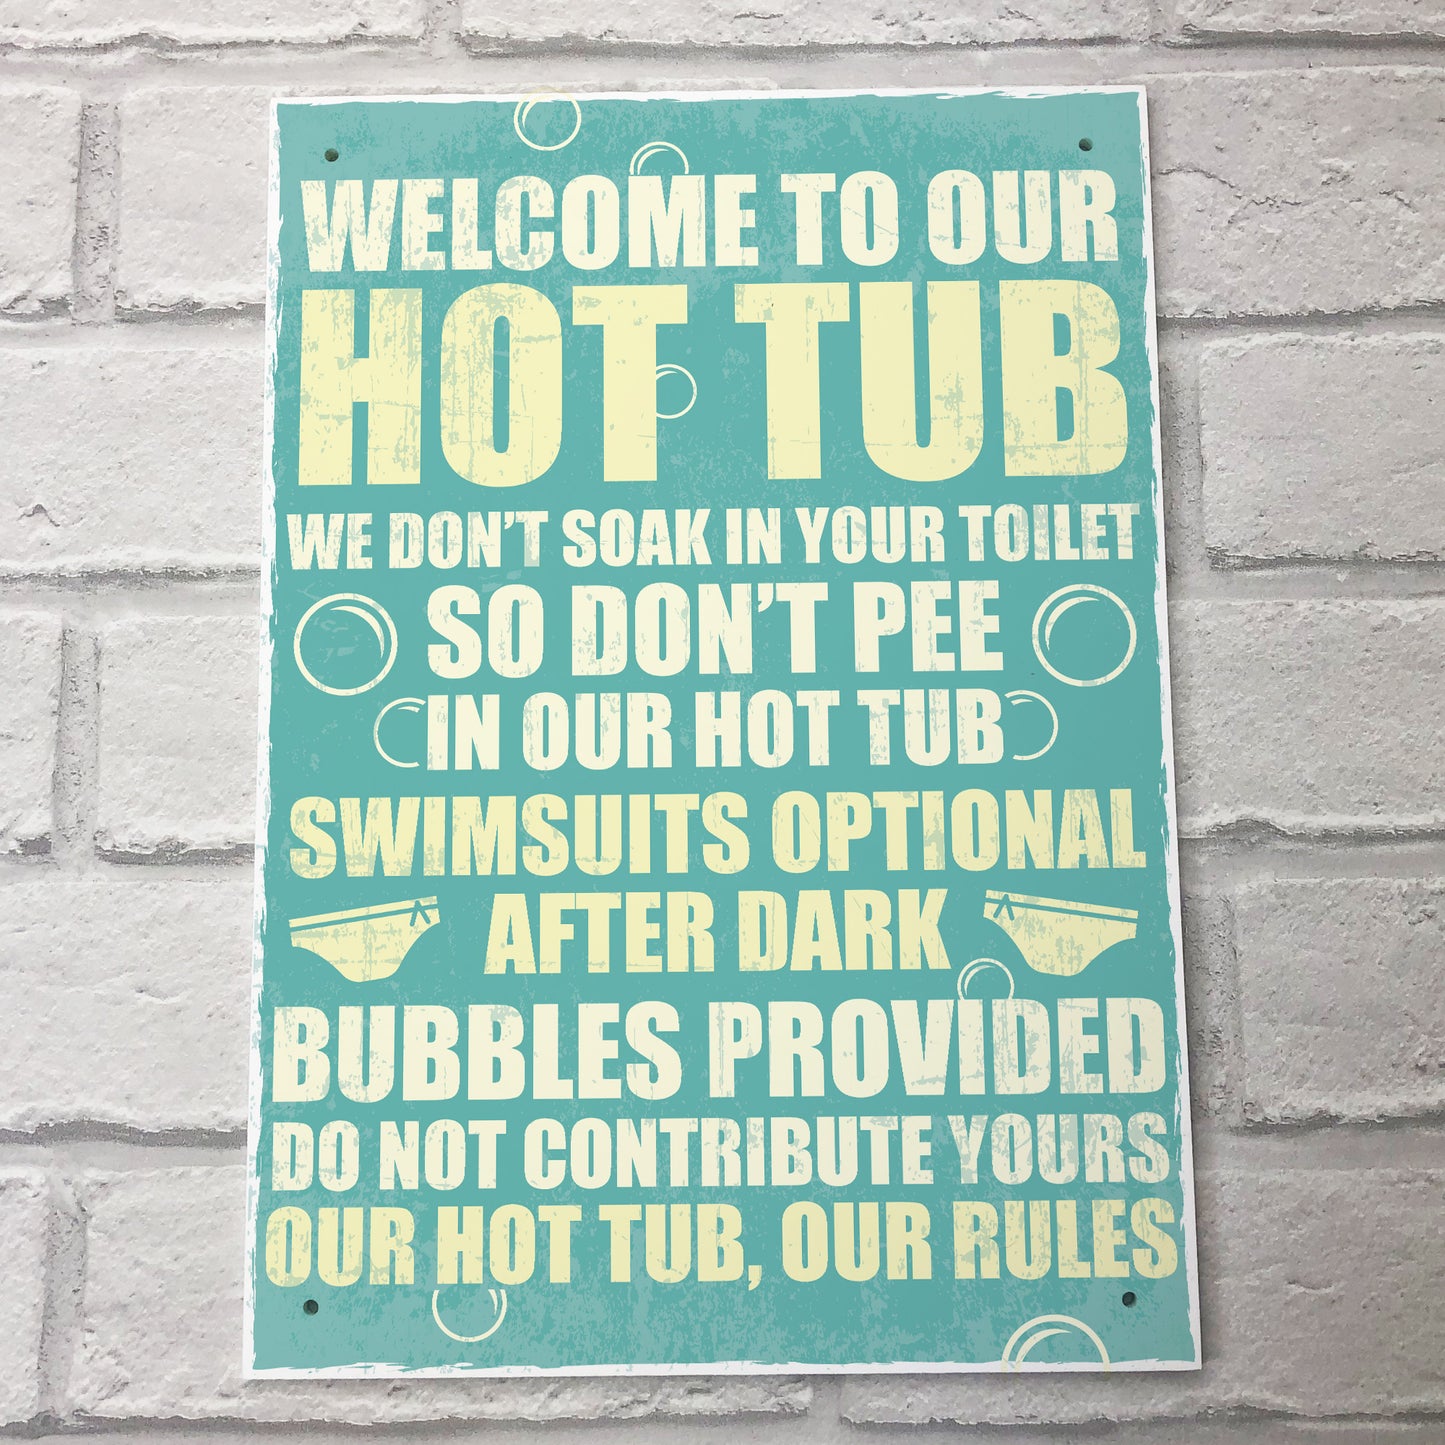 WELCOME TO OUR
HOT TUB
WE DON'T SOAK IN YOUR TOILET
SO DON'T PEE
IN OUR HOT TUB
SWIMSUITS OPTIONAL
AFTER DARK
BUBBLES PROVIDED
DO NOT CONTRIBUTE YOURS
OUR HOT TUB, OUR RULES